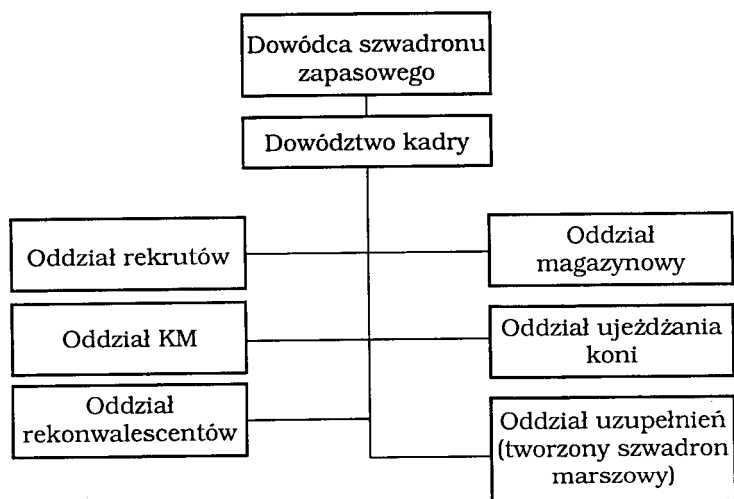 Dowódca szwadronu
zapasowego
Dowództwo kadry
Oddział rekrutów
Oddział
magazynowy
Oddział KM
Oddział ujeżdżania
koni
Oddział
rekonwalescentów
Oddział uzupełnień
(tworzony szwadron
marszowy)